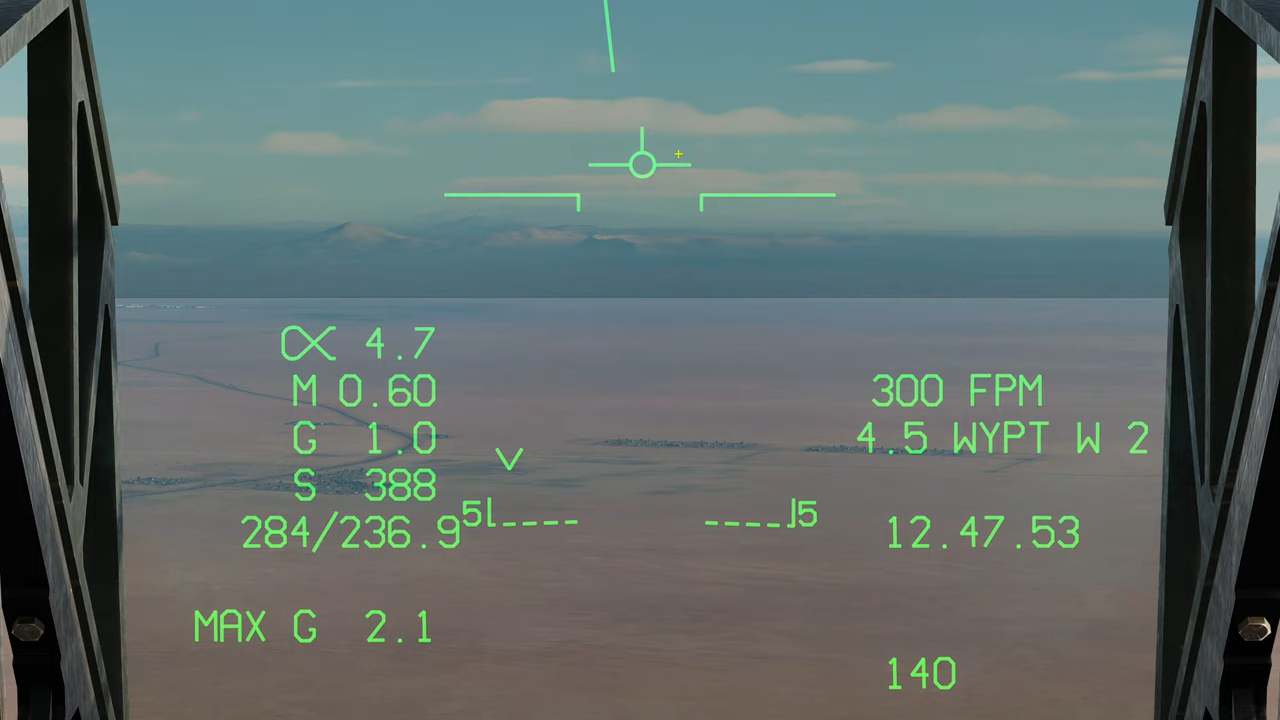 α 4.7
M 0.60
G 1.0
S 388
284/236.9
MAX G 2.1
5
5
300 FPM
4.5 WYPT W 2
12.47.53
140